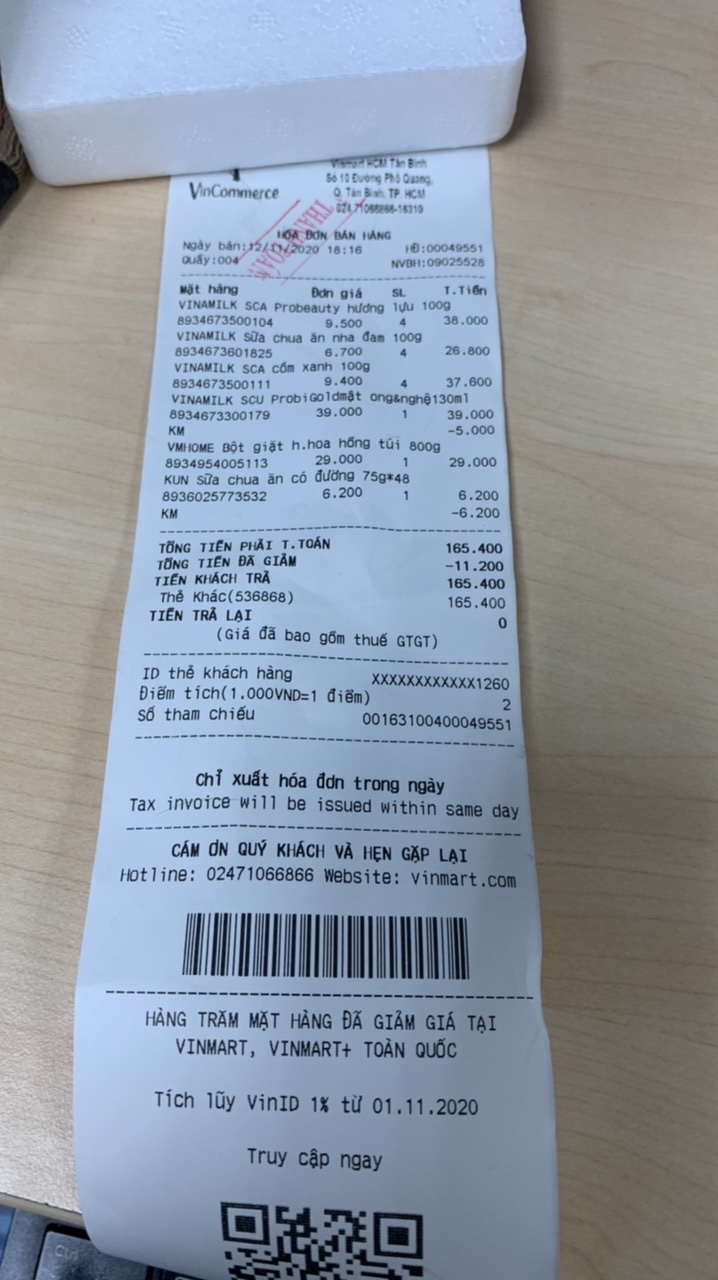 VinCommerce
Vinmart HCM Tân Bình
Số 10 Đường Phổ Quang,
Q. Tân Bình, TP. HCM
024.71066866-16310
HÓA ĐƠN BÁN HÀNG
Ngày bán:12/11/2020 18:16 HĐ:00049551
Quầy:004 NVBH:09025528
Mặt hàng Đơn giá SL T.Tiền
VINAMILK SCA Probeauty hương lựu 100g
8934673500104 9.500 4 38.000
VINAMILK Sữa chua ăn nha đam 100g
8934673601825 6.700 4 26.800
VINAMILK SCA cốm xanh 100g
8934673500111 9.400 4 37.600
VINAMILK SCU ProbiGoldmật ong&nghệ130ml
8934673300179 39.000 1 39.000
KM -5.000
VMHOME Bột giặt h.hoa hồng túi 800g
8934954005113 29.000 1 29.000
KUN Sữa chua ăn có đường 75g*48
8936025773532 6.200 1 6.200
KM -6.200
TỔNG TIỀN PHẢI T.TOÁN 165.400
TỔNG TIỀN ĐÃ GIẢM -11.200
TIỀN KHÁCH TRẢ 165.400
Thẻ Khác(536868) 165.400
TIỀN TRẢ LẠI 0
(Giá đã bao gồm thuế GTGT)
ID thẻ khách hàng XXXXXXXXXXXX1260
Điểm tích(1.000VND=1 điểm) 2
Số tham chiếu 00163100400049551
Chỉ xuất hóa đơn trong ngày
Tax invoice will be issued within same day
CÁM ƠN QUÝ KHÁCH VÀ HẸN GẶP LẠI
Hotline: 02471066866 Website: vinmart.com
HÀNG TRĂM MẶT HÀNG ĐÃ GIẢM GIÁ TẠI
VINMART, VINMART+ TOÀN QUỐC
Tích lũy VinID 1% từ 01.11.2020
Truy cập ngay
Ctrl